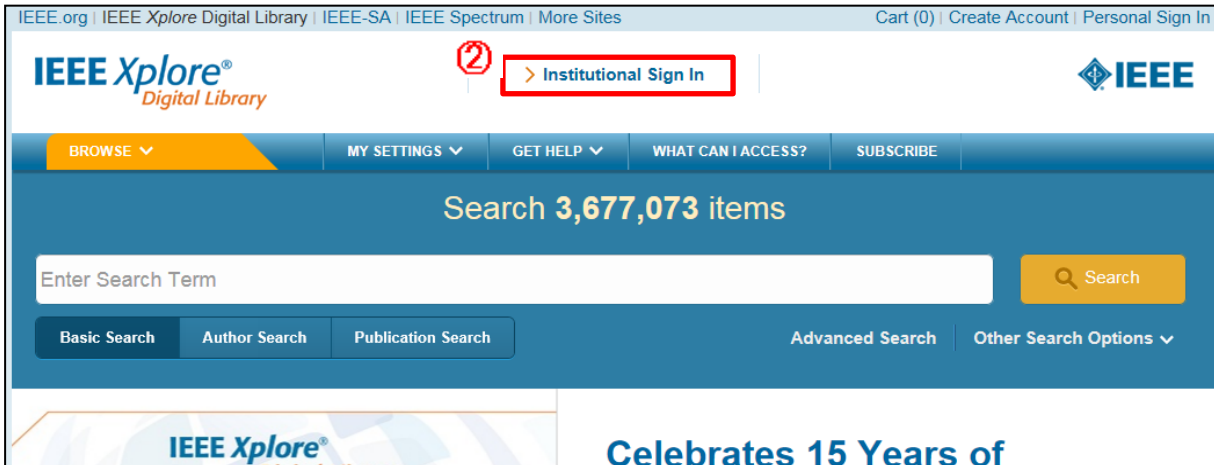 IEEE.org | IEEE Xplore Digital Library | IEEE-SA | IEEE Spectrum | More Sites Cart (0) | Create Account | Personal Sign In
IEEE Xplore®
Digital Library
② > Institutional Sign In
IEEE
BROWSE MY SETTINGS GET HELP WHAT CAN I ACCESS? SUBSCRIBE
Search 3,677,073 items
Enter Search Term Search
Basic Search Author Search Publication Search Advanced Search Other Search Options
IEEE Xplore®
Celebrates 15 Years of